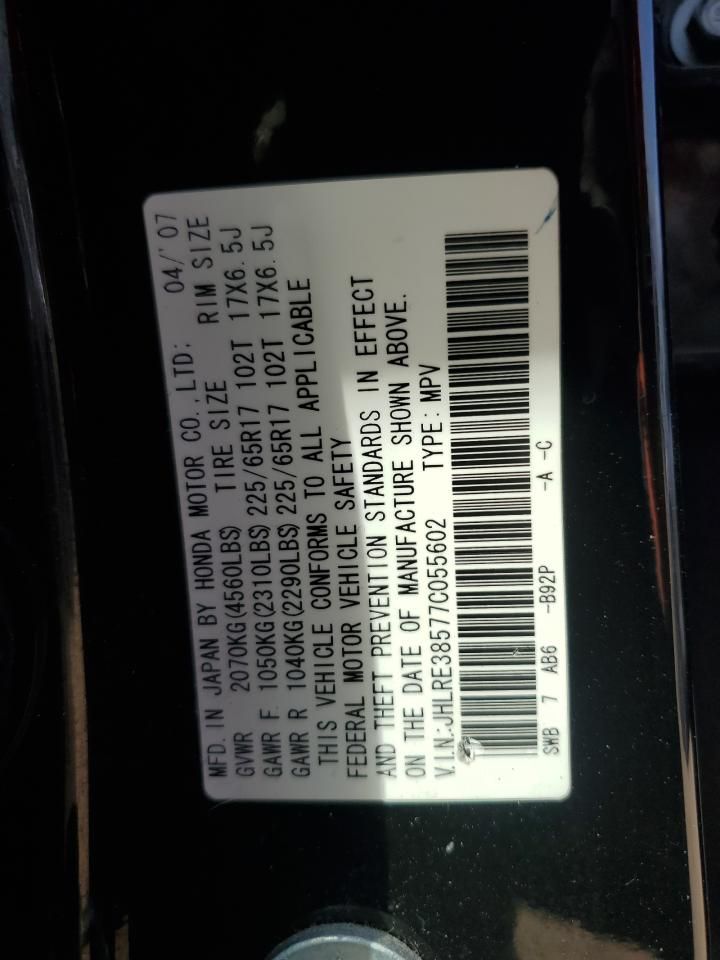 MFD. IN JAPAN BY HONDA MOTOR CO., LTD: 04/'07
GVWR 2070KG(4560LBS) TIRE SIZE RIM SIZE
GAWR F. 1050KG(2310LBS) 225/65R17 102T 17X6.5J
GAWR R 1040KG(2290LBS) 225/65R17 102T 17X6.5J
THIS VEHICLE CONFORMS TO ALL APPLICABLE
FEDERAL MOTOR VEHICLE SAFETY
AND THEFT PREVENTION STANDARDS IN EFFECT
ON THE DATE OF MANUFACTURE SHOWN ABOVE.
V.I.N.:JHLRE38577C055602 TYPE: MPV
SWB 7 AB6 -B92P -A -C